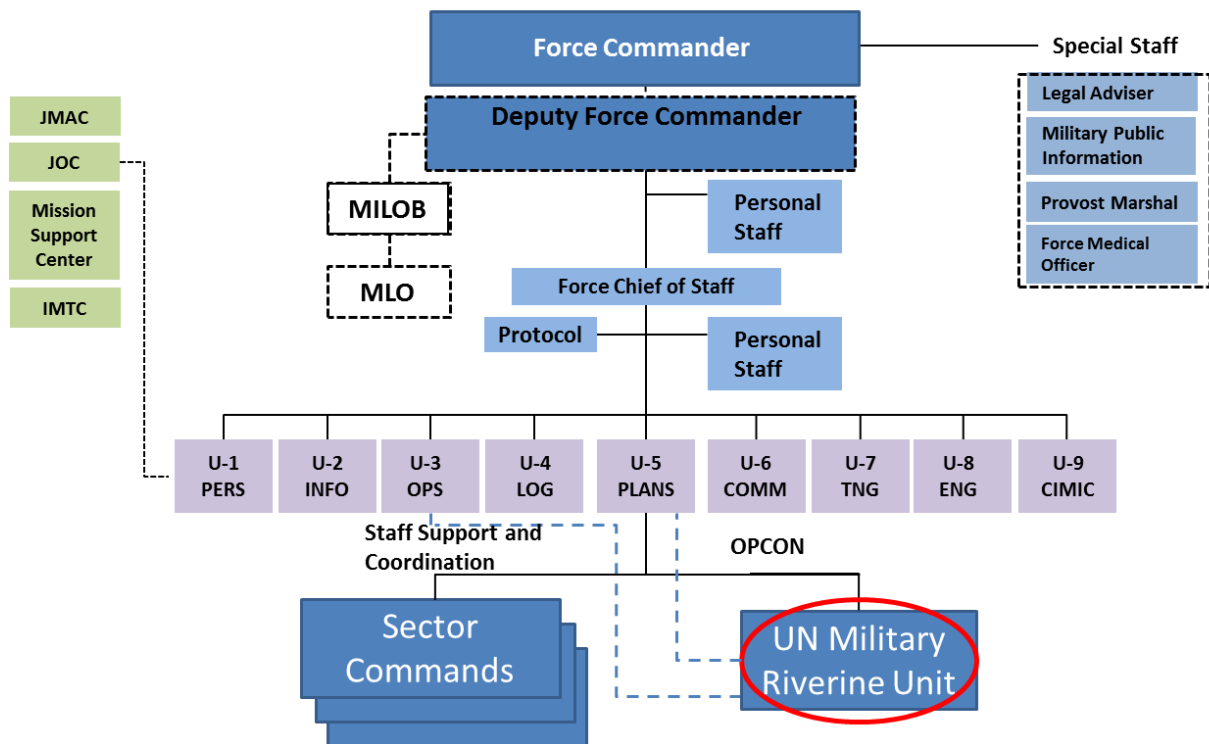 Force Commander
Special Staff
Deputy Force Commander
Legal Adviser
Military Public
Information
Provost Marshal
Force Medical
Officer
JMAC
JOC
Mission
Support
Center
IMTC
MILOB
MLO
Personal
Staff
Force Chief of Staff
Protocol
Personal
Staff
U-1
PERS
U-2
INFO
U-3
OPS
U-4
LOG
U-5
PLANS
U-6
COMM
U-7
TNG
U-8
ENG
U-9
CIMIC
Staff Support and
Coordination
OPCON
Sector
Commands
UN Military
Riverine Unit